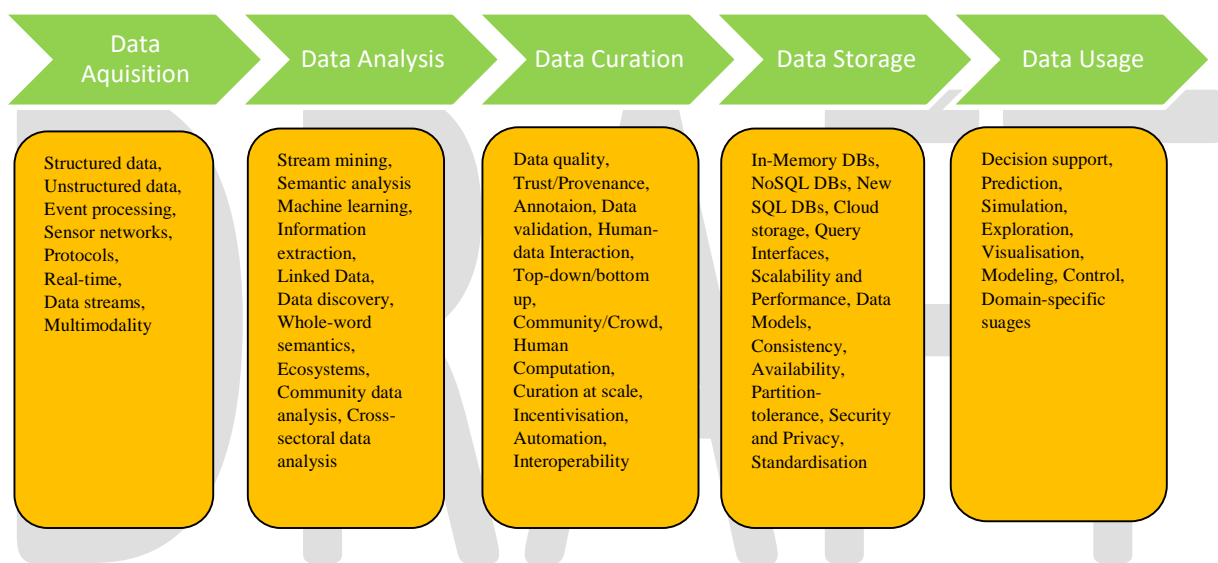 Data
Aquisition
Data Analysis
Data Curation
Data Storage
Data Usage
Structured data,
Unstructured data,
Event processing,
Sensor networks,
Protocols,
Real-time,
Data streams,
Multimodality
Stream mining,
Semantic analysis
Machine learning,
Information
extraction,
Linked Data,
Data discovery,
Whole-word
semantics,
Ecosystems,
Community data
analysis, Cross-
sectoral data
analysis
Data quality,
Trust/Provenance,
Annotaion, Data
validation, Human-
data Interaction,
Top-down/bottom
up,
Community/Crowd,
Human
Computation,
Curation at scale,
Incentivisation,
Automation,
Interoperability
In-Memory DBs,
NoSQL DBs, New
SQL DBs, Cloud
storage, Query
Interfaces,
Scalability and
Performance, Data
Models,
Consistency,
Availability,
Partition-
tolerance, Security
and Privacy,
Standardisation
Decision support,
Prediction,
Simulation,
Exploration,
Visualisation,
Modeling, Control,
Domain-specific
suages
DRAFT